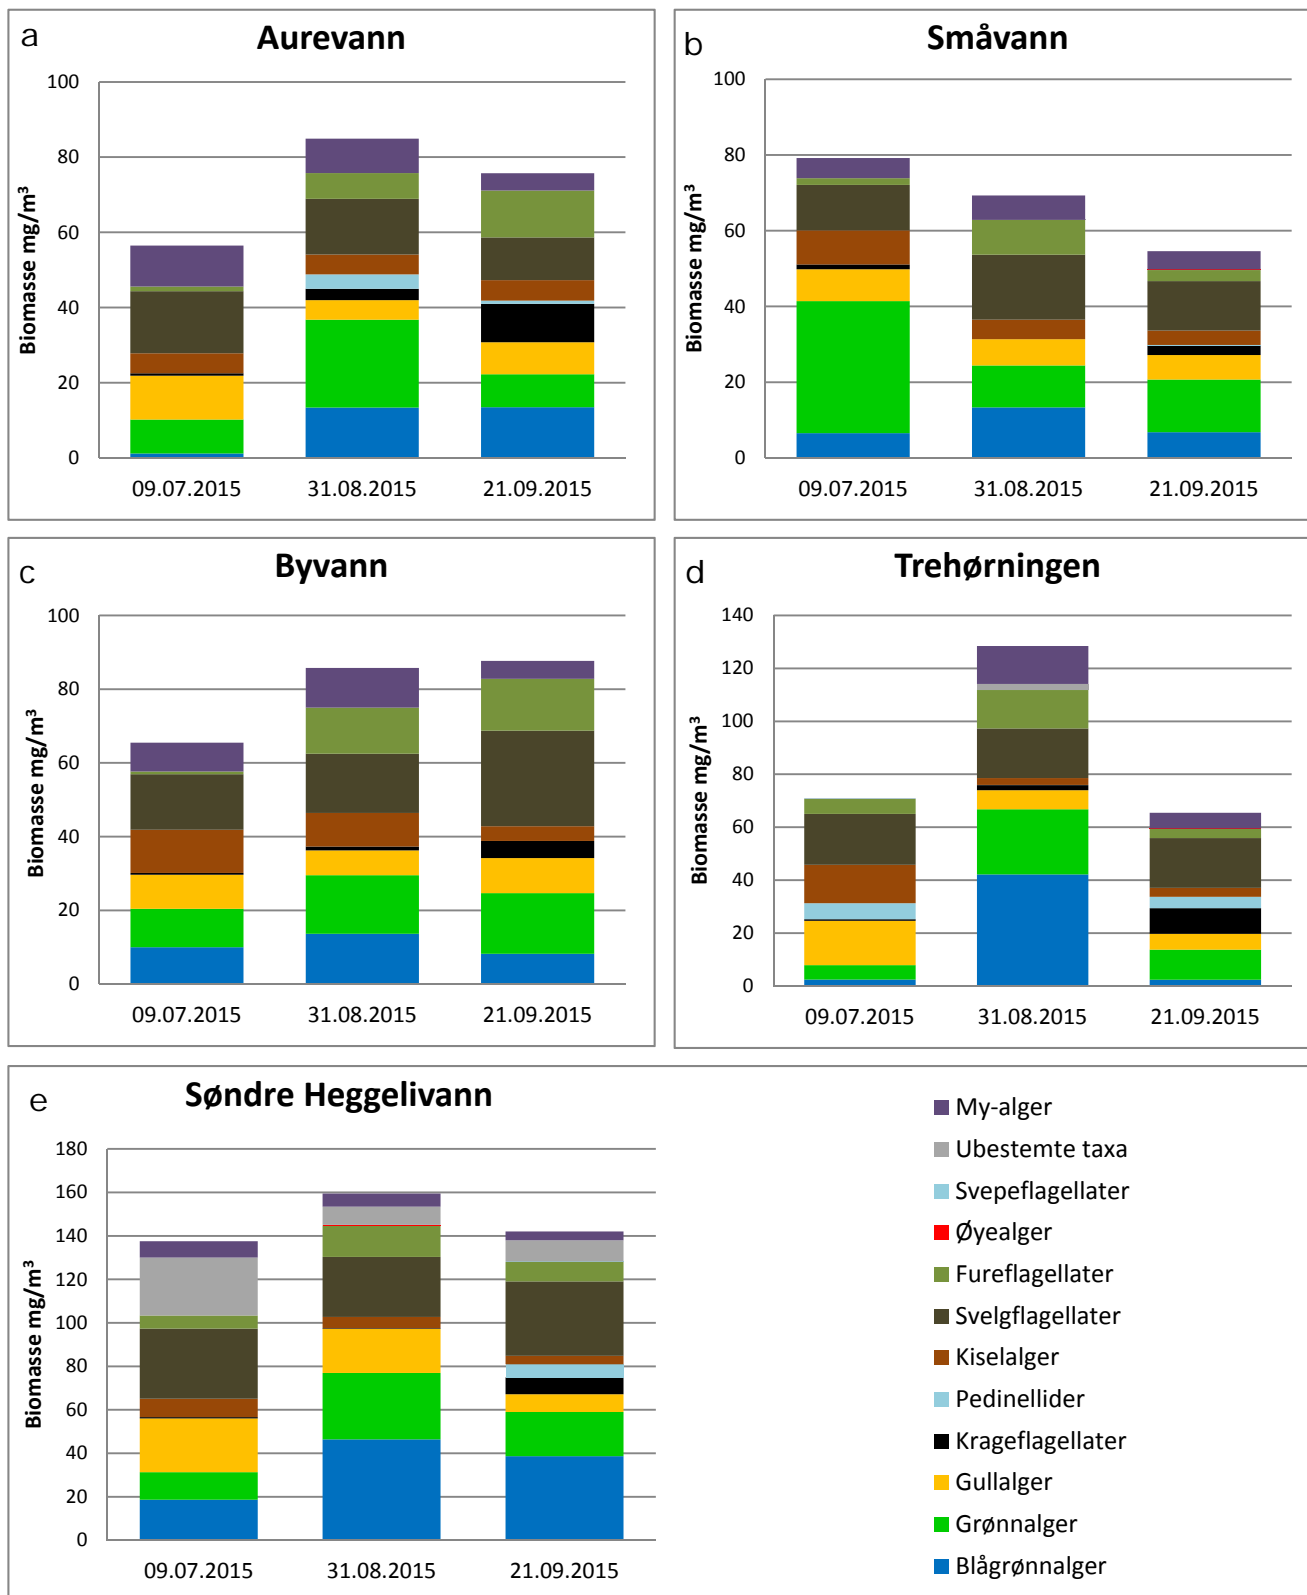 a
Aurevann
Biomasse mg/m³
100
80
60
40
20
0
09.07.2015 31.08.2015 21.09.2015
b
Småvann
Biomasse mg/m³
100
80
60
40
20
0
09.07.2015 31.08.2015 21.09.2015
c
Byvann
Biomasse mg/m³
100
80
60
40
20
0
09.07.2015 31.08.2015 21.09.2015
d
Trehørningen
Biomasse mg/m³
140
120
100
80
60
40
20
0
09.07.2015 31.08.2015 21.09.2015
e
Søndre Heggelivann
Biomasse mg/m³
180
160
140
120
100
80
60
40
20
0
09.07.2015 31.08.2015 21.09.2015
My-alger
Ubestemte taxa
Svepeflagellater
Øyealger
Fureflagellater
Svelgflagellater
Kiselalger
Pedinellider
Krageflagellater
Gullalger
Grønnalger
Blågrønnalger